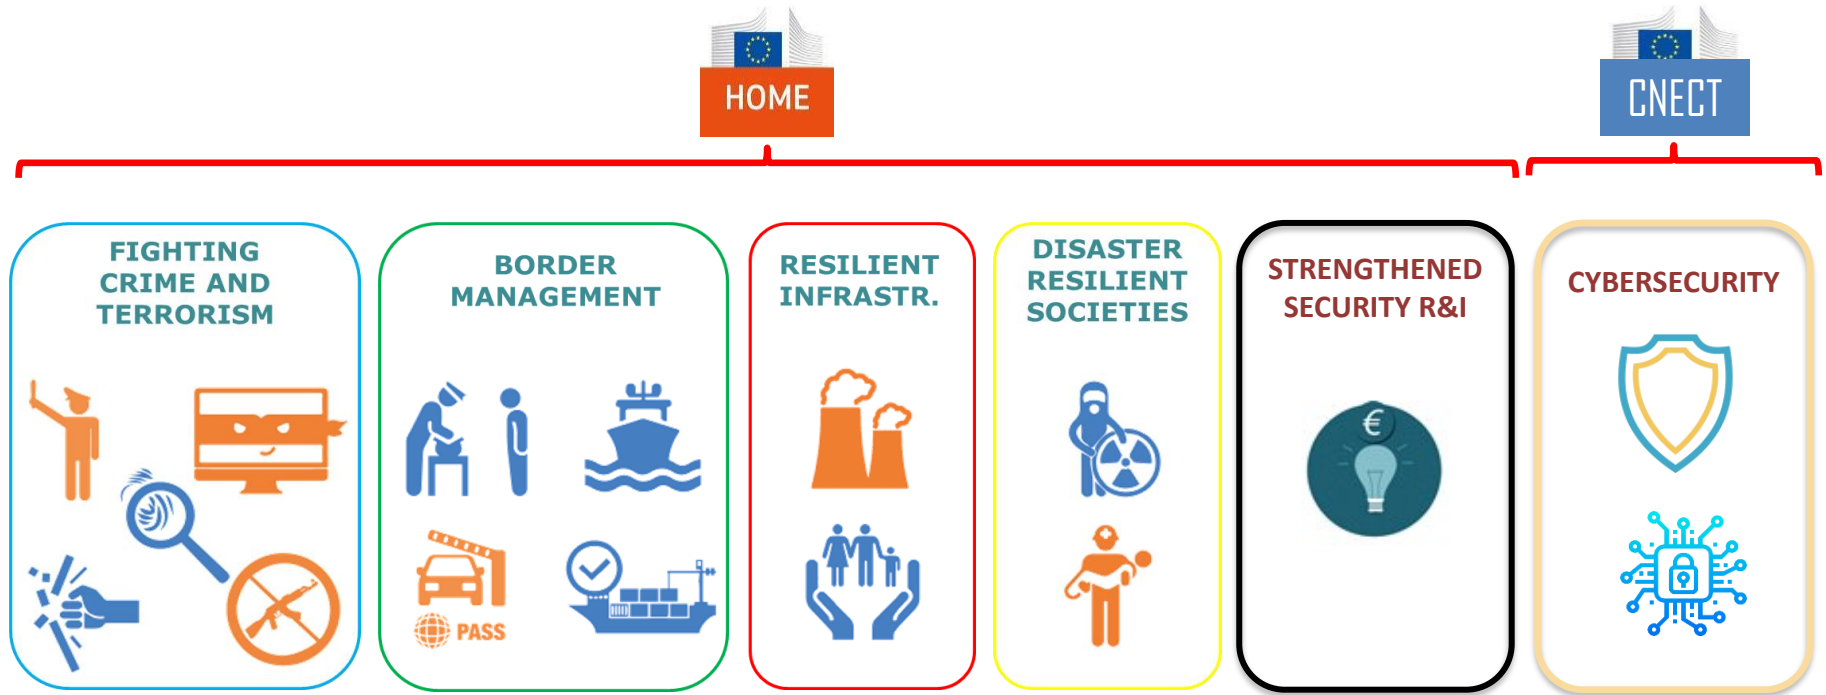 HOME
CNECT
FIGHTING
CRIME AND
TERRORISM
BORDER
MANAGEMENT
RESILIENT
INFRASTR.
DISASTER
RESILIENT
SOCIETIES
STRENGTHENED
SECURITY R&I
CYBERSECURITY
€
PASS